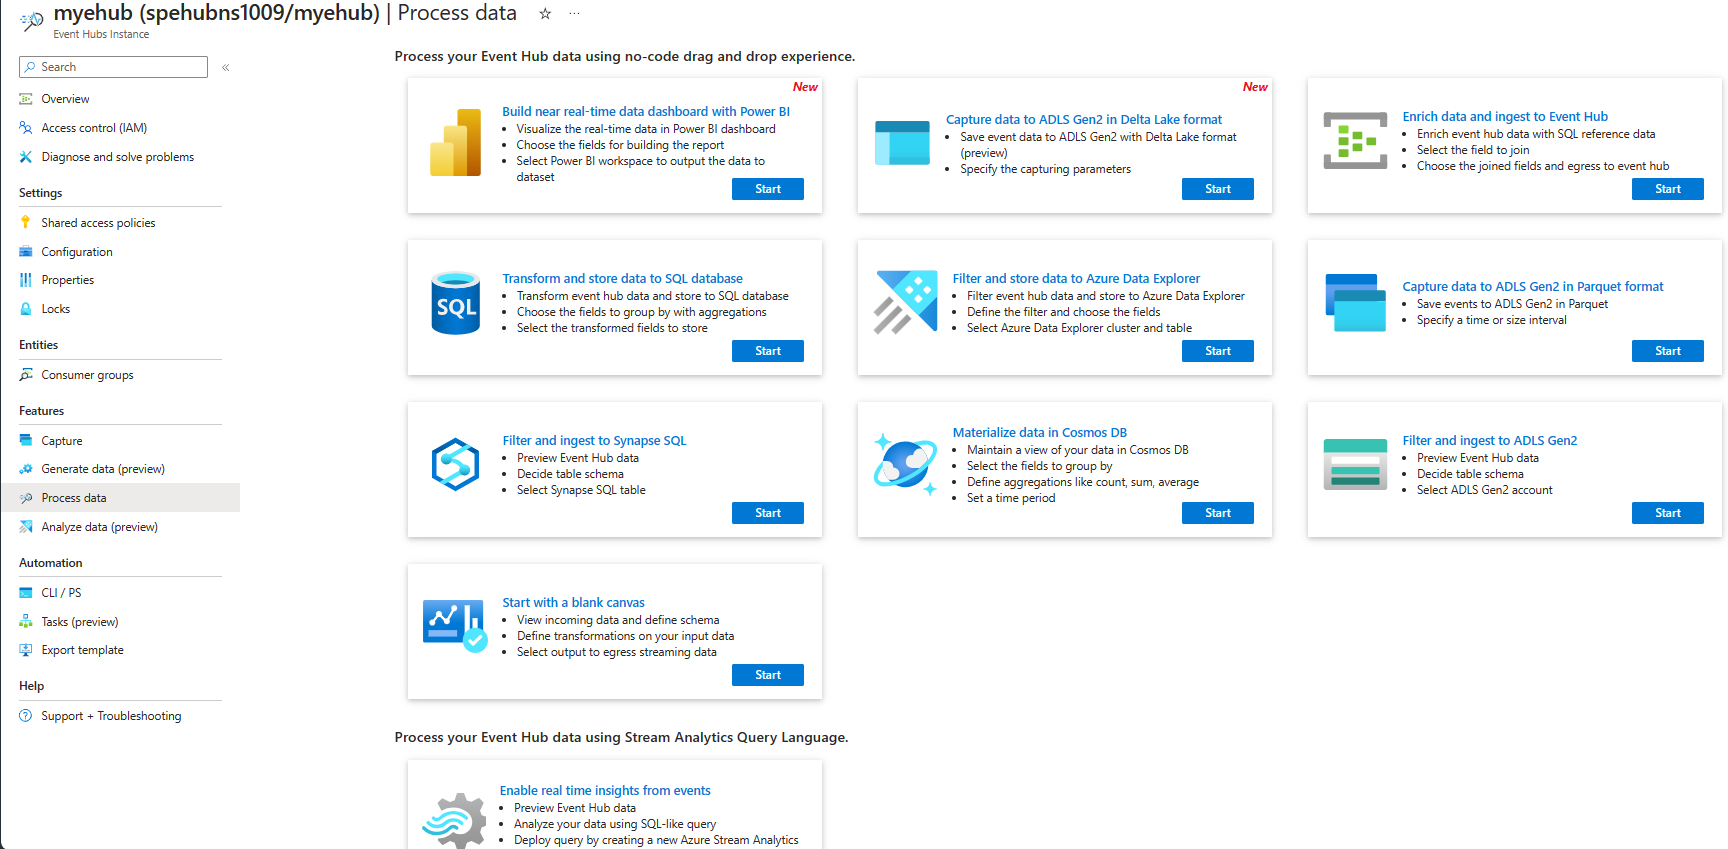 myehub (spehubns1009/myehub) | Process data
Event Hubs Instance
Search
Overview
Access control (IAM)
Diagnose and solve problems
Settings
Shared access policies
Configuration
Properties
Locks
Entities
Consumer groups
Features
Capture
Generate data (preview)
Process data
Analyze data (preview)
Automation
CLI / PS
Tasks (preview)
Export template
Help
Support + Troubleshooting
Process your Event Hub data using no-code drag and drop experience.
New
Build near real-time data dashboard with Power BI
• Visualize the real-time data in Power BI dashboard
• Choose the fields for building the report
• Select Power BI workspace to output the data to
dataset
Start
New
Capture data to ADLS Gen2 in Delta Lake format
• Save event data to ADLS Gen2 with Delta Lake format
(preview)
• Specify the capturing parameters
Start
Enrich data and ingest to Event Hub
• Enrich event hub data with SQL reference data
• Select the field to join
• Choose the joined fields and egress to event hub
Start
SQL
Transform and store data to SQL database
• Transform event hub data and store to SQL database
• Choose the fields to group by with aggregations
• Select the transformed fields to store
Start
Filter and store data to Azure Data Explorer
• Filter event hub data and store to Azure Data Explorer
• Define the filter and choose the fields
• Select Azure Data Explorer cluster and table
Start
Capture data to ADLS Gen2 in Parquet format
• Save events to ADLS Gen2 in Parquet
• Specify a time or size interval
Start
Filter and ingest to Synapse SQL
• Preview Event Hub data
• Decide table schema
• Select Synapse SQL table
Start
Materialize data in Cosmos DB
• Maintain a view of your data in Cosmos DB
• Select the fields to group by
• Define aggregations like count, sum, average
• Set a time period
Start
Filter and ingest to ADLS Gen2
• Preview Event Hub data
• Decide table schema
• Select ADLS Gen2 account
Start
Start with a blank canvas
• View incoming data and define schema
• Define transformations on your input data
• Select output to egress streaming data
Start
Process your Event Hub data using Stream Analytics Query Language.
Enable real time insights from events
• Preview Event Hub data
• Analyze your data using SQL-like query
• Deploy query by creating a new Azure Stream Analytics